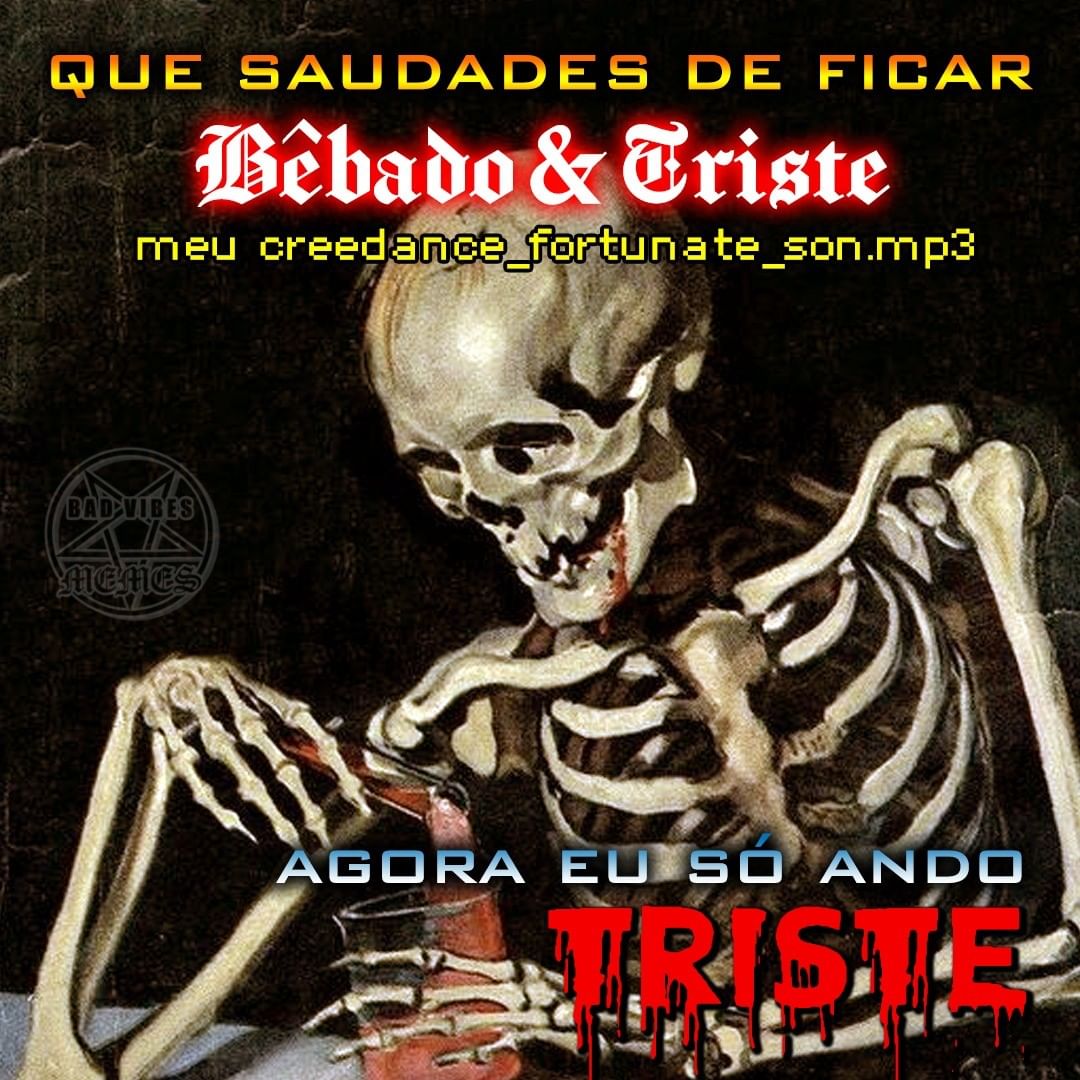 QUE SAUDADES DE FICAR
Bêbado & Triste
meu creedance_fortunate_son.mp3
BAD VIBES
MEMES
AGORA EU SÓ ANDO
TRISTE